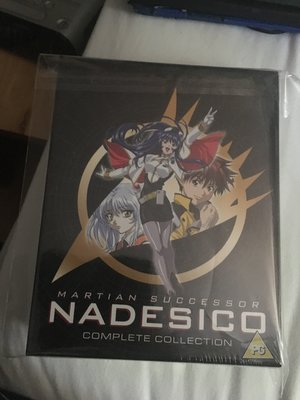 MARTIAN SUCCESSOR
NADESICO
COMPLETE COLLECTION
PG